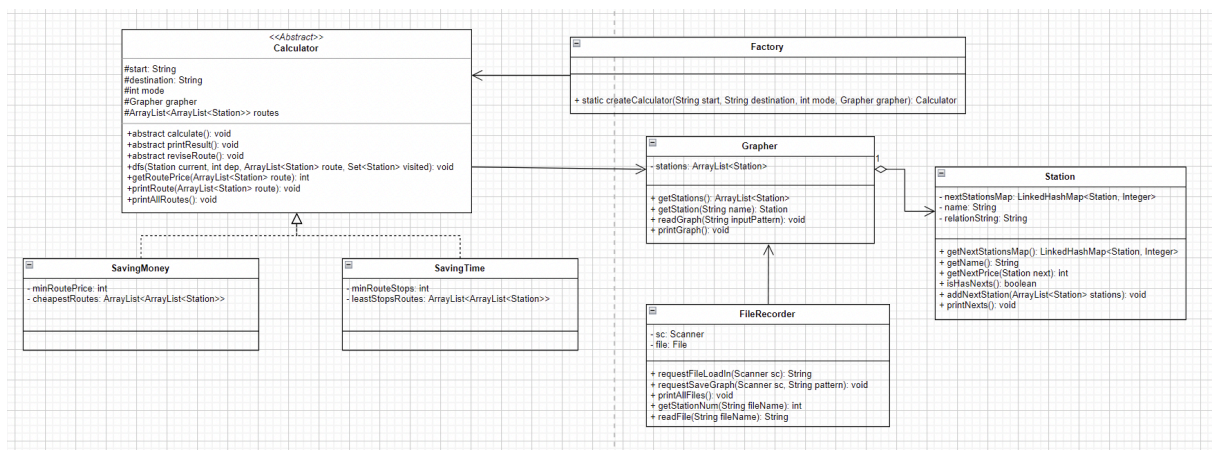 <<Abstract>>
Calculator
#start: String
#destination: String
#int mode
#Grapher grapher
#ArrayList<ArrayList<Station>> routes
+abstract calculate(): void
+abstract printResult(): void
+abstract reviseRoute(): void
+dfs(Station current, int dep, ArrayList<Station> route, Set<Station> visited): void
+getRoutePrice(ArrayList<Station> route): int
+printRoute(ArrayList<Station> route): void
+printAllRoutes(): void
Factory
+ static createCalculator(String start, String destination, int mode, Grapher grapher): Calculator
Grapher
- stations: ArrayList<Station>
+ getStations(): ArrayList<Station>
+ getStation(String name): Station
+ readGraph(String inputPattern): void
+ printGraph(): void
1
Station
- nextStationsMap: LinkedHashMap<Station, Integer>
- name: String
- relationString: String
+ getNextStationsMap(): LinkedHashMap<Station, Integer>
+ getName(): String
+ getNextPrice(Station next): int
+ isHasNexts(): boolean
+ addNextStation(ArrayList<Station> stations): void
+ printNexts(): void
SavingMoney
- minRoutePrice: int
- cheapestRoutes: ArrayList<ArrayList<Station>>
SavingTime
- minRouteStops: int
- leastStopsRoutes: ArrayList<ArrayList<Station>>
FileRecorder
- sc: Scanner
- file: File
+ requestFileLoadIn(Scanner sc): String
+ requestSaveGraph(Scanner sc, String pattern): void
+ printAllFiles(): void
+ getStationNum(String fileName): int
+ readFile(String fileName): String